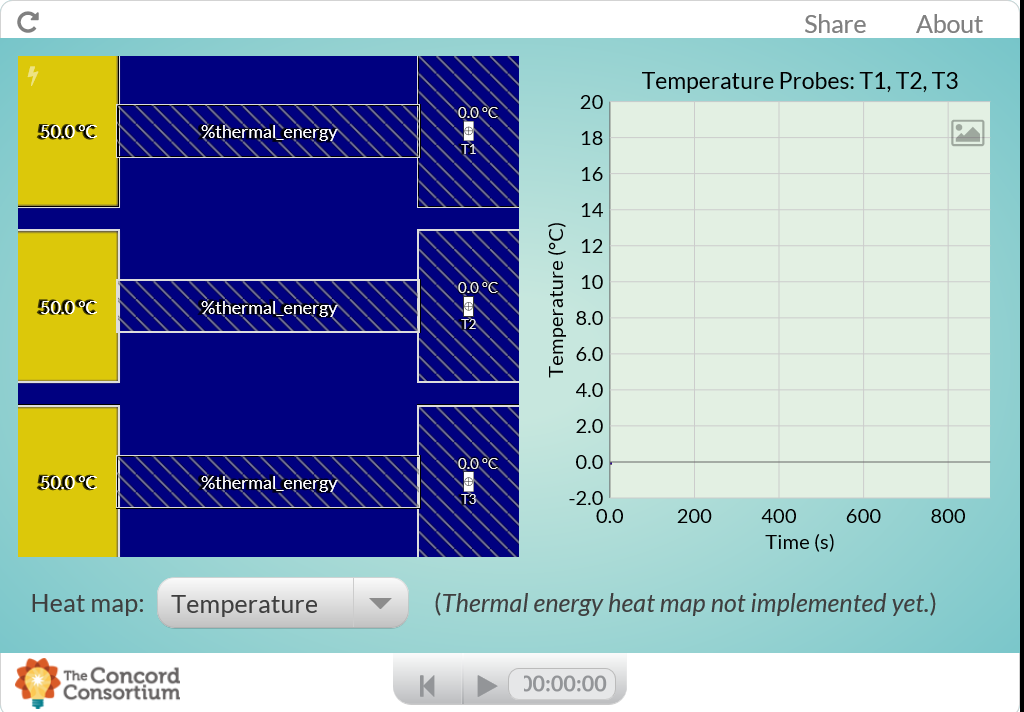 Share About
50.0 °C
%thermal_energy
0.0 °C
T1
50.0 °C
%thermal_energy
0.0 °C
T2
50.0 °C
%thermal_energy
0.0 °C
T3
Temperature Probes: T1, T2, T3
Temperature (°C)
20
18
16
14
12
10
8.0
6.0
4.0
2.0
0.0
-2.0
0.0 200 400 600 800
Time (s)
Heat map: Temperature (Thermal energy heat map not implemented yet.)
The Concord
Consortium
00:00:00